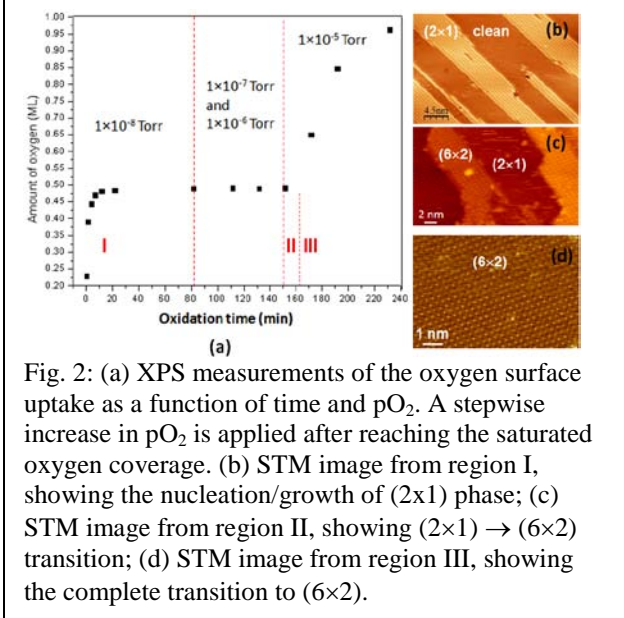 1.00
0.95
0.90
0.85
0.80
0.75
0.70
0.65
0.60
0.55
0.50
0.45
0.40
0.35
0.30
0.25
0.20
Amount of oxygen (ML)
1×10⁻⁸ Torr
1×10⁻⁷ Torr
and
1×10⁻⁶ Torr
1×10⁻⁵ Torr
I
II
III
0 20 40 60 80 100 120 140 160 180 200 220 240
Oxidation time (min)
(a)
(2×1) clean
(b)
4.5nm
(c)
(6×2)
(2×1)
2 nm
(d)
(6×2)
1 nm
Fig. 2: (a) XPS measurements of the oxygen surface
uptake as a function of time and pO₂. A stepwise
increase in pO₂ is applied after reaching the saturated
oxygen coverage. (b) STM image from region I,
showing the nucleation/growth of (2x1) phase; (c)
STM image from region II, showing (2×1) → (6×2)
transition; (d) STM image from region III, showing
the complete transition to (6×2).